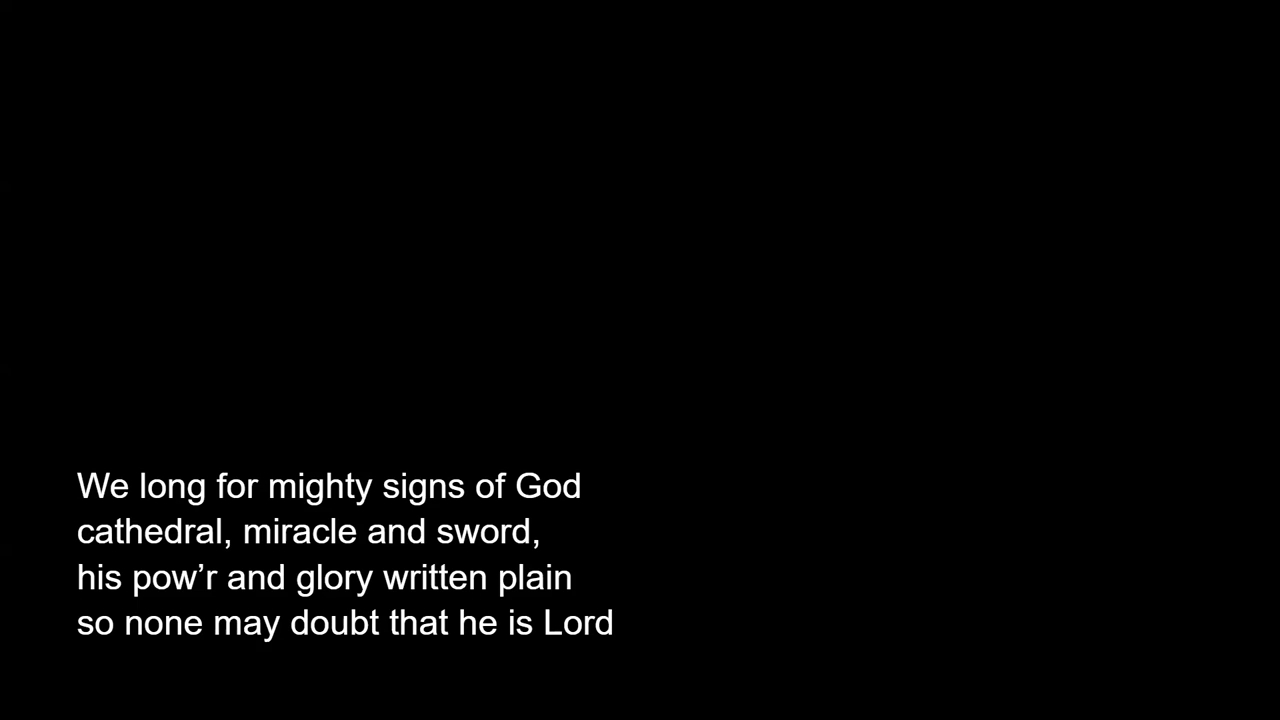 We long for mighty signs of God
cathedral, miracle and sword,
his pow’r and glory written plain
so none may doubt that he is Lord